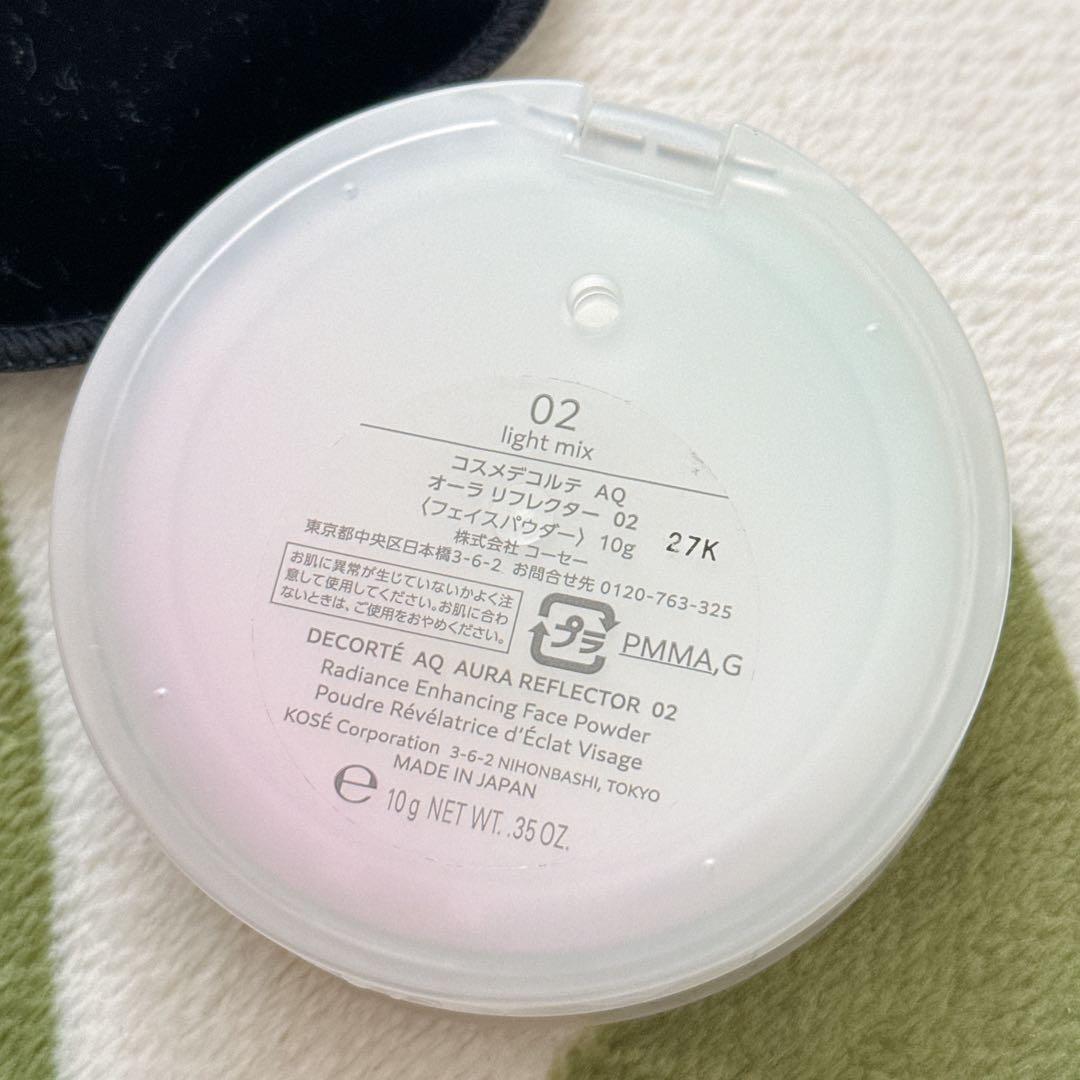 02
light mix
コスメデコルテ AQ
オーラ リフレクター 02
〈フェイスパウダー〉 10g 27K
株式会社 コーセー
東京都中央区日本橋3-6-2 お問合せ先 0120-763-325
お肌に異常が生じていないかよく注
意して使用してください。お肌に合わ
ないときは、ご使用をおやめください。
プラ PMMA,G
DECORTÉ AQ AURA REFLECTOR 02
Radiance Enhancing Face Powder
Poudre Révélatrice d'Éclat Visage
KOSÉ Corporation 3-6-2 NIHONBASHI, TOKYO
MADE IN JAPAN
℮ 10g NET WT. .35 OZ.